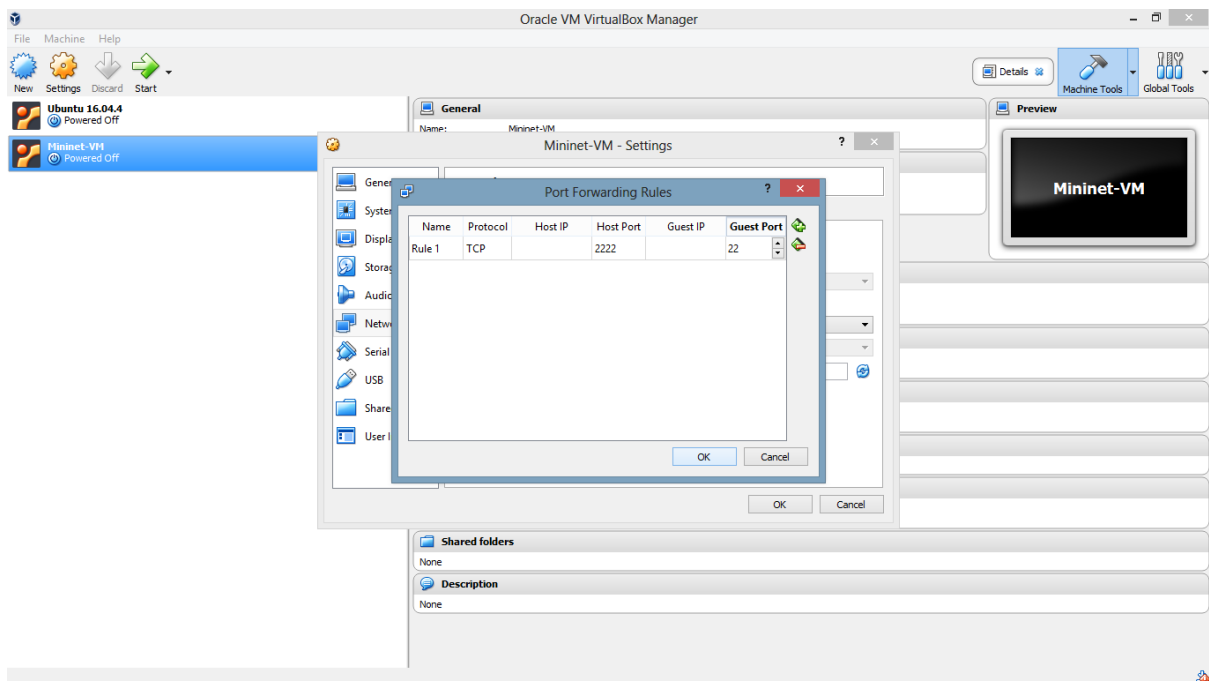 Oracle VM VirtualBox Manager
File Machine Help
New Settings Discard Start
Details
Machine Tools
Global Tools
Ubuntu 16.04.4
Powered Off
Mininet-VM
Powered Off
General
Name: Mininet-VM
Preview
Mininet-VM
Mininet-VM - Settings
?
Port Forwarding Rules
?
Name Protocol Host IP Host Port Guest IP Guest Port
Rule 1 TCP 2222 22
OK Cancel
Gener
System
Displa
Storag
Audio
Netwo
Serial
USB
Share
User I
OK Cancel
Shared folders
None
Description
None